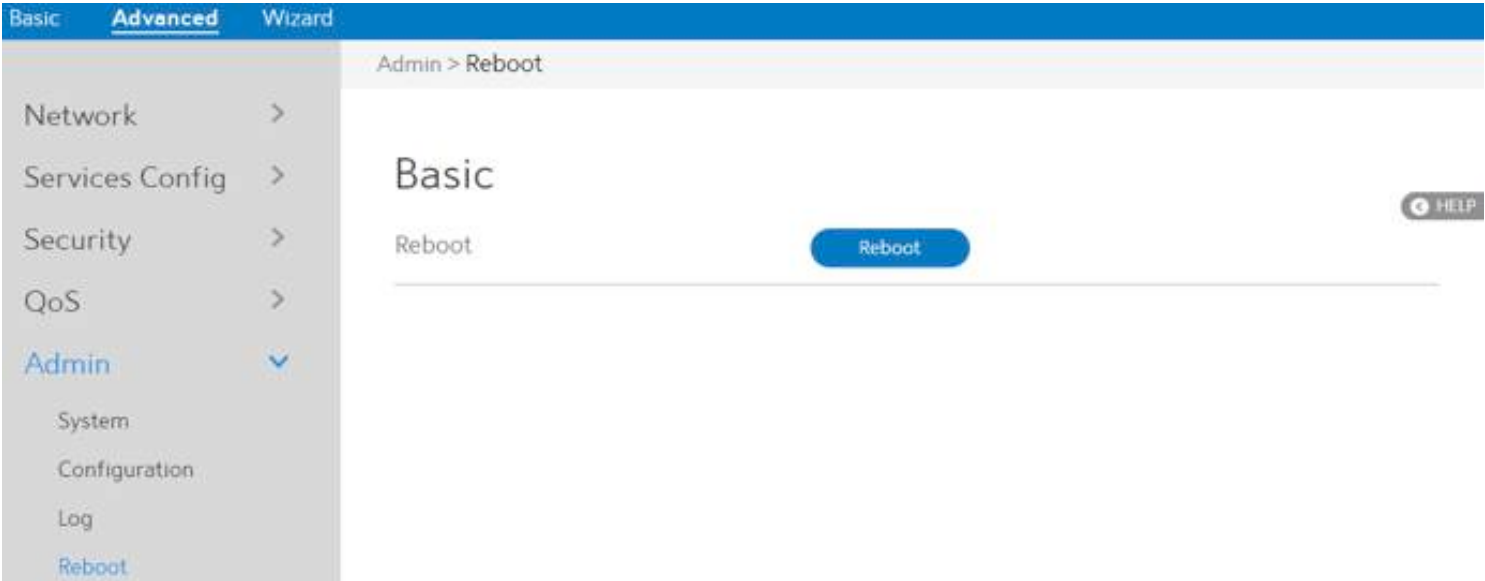 Basic Advanced Wizard
Admin > Reboot
Network
Services Config
Security
QoS
Admin
System
Configuration
Log
Reboot
Basic
HELP
Reboot Reboot